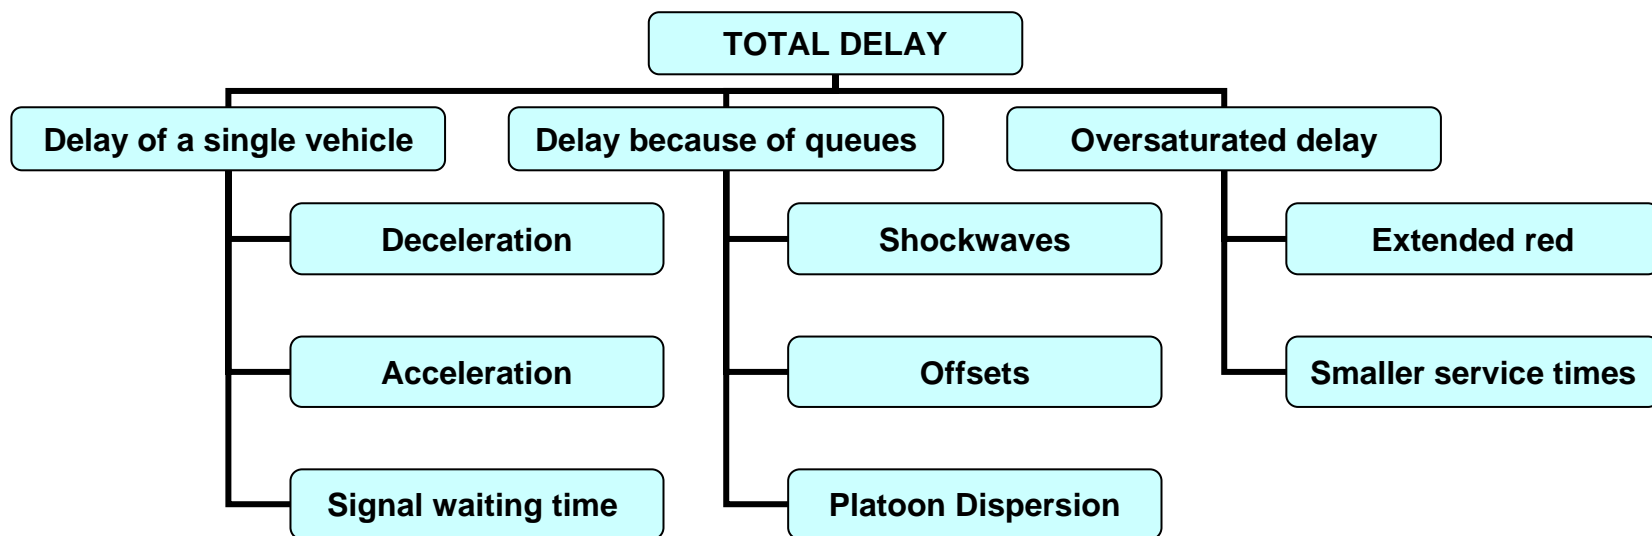 TOTAL DELAY
Delay of a single vehicle
Delay because of queues
Oversaturated delay
Deceleration
Shockwaves
Extended red
Acceleration
Offsets
Smaller service times
Signal waiting time
Platoon Dispersion